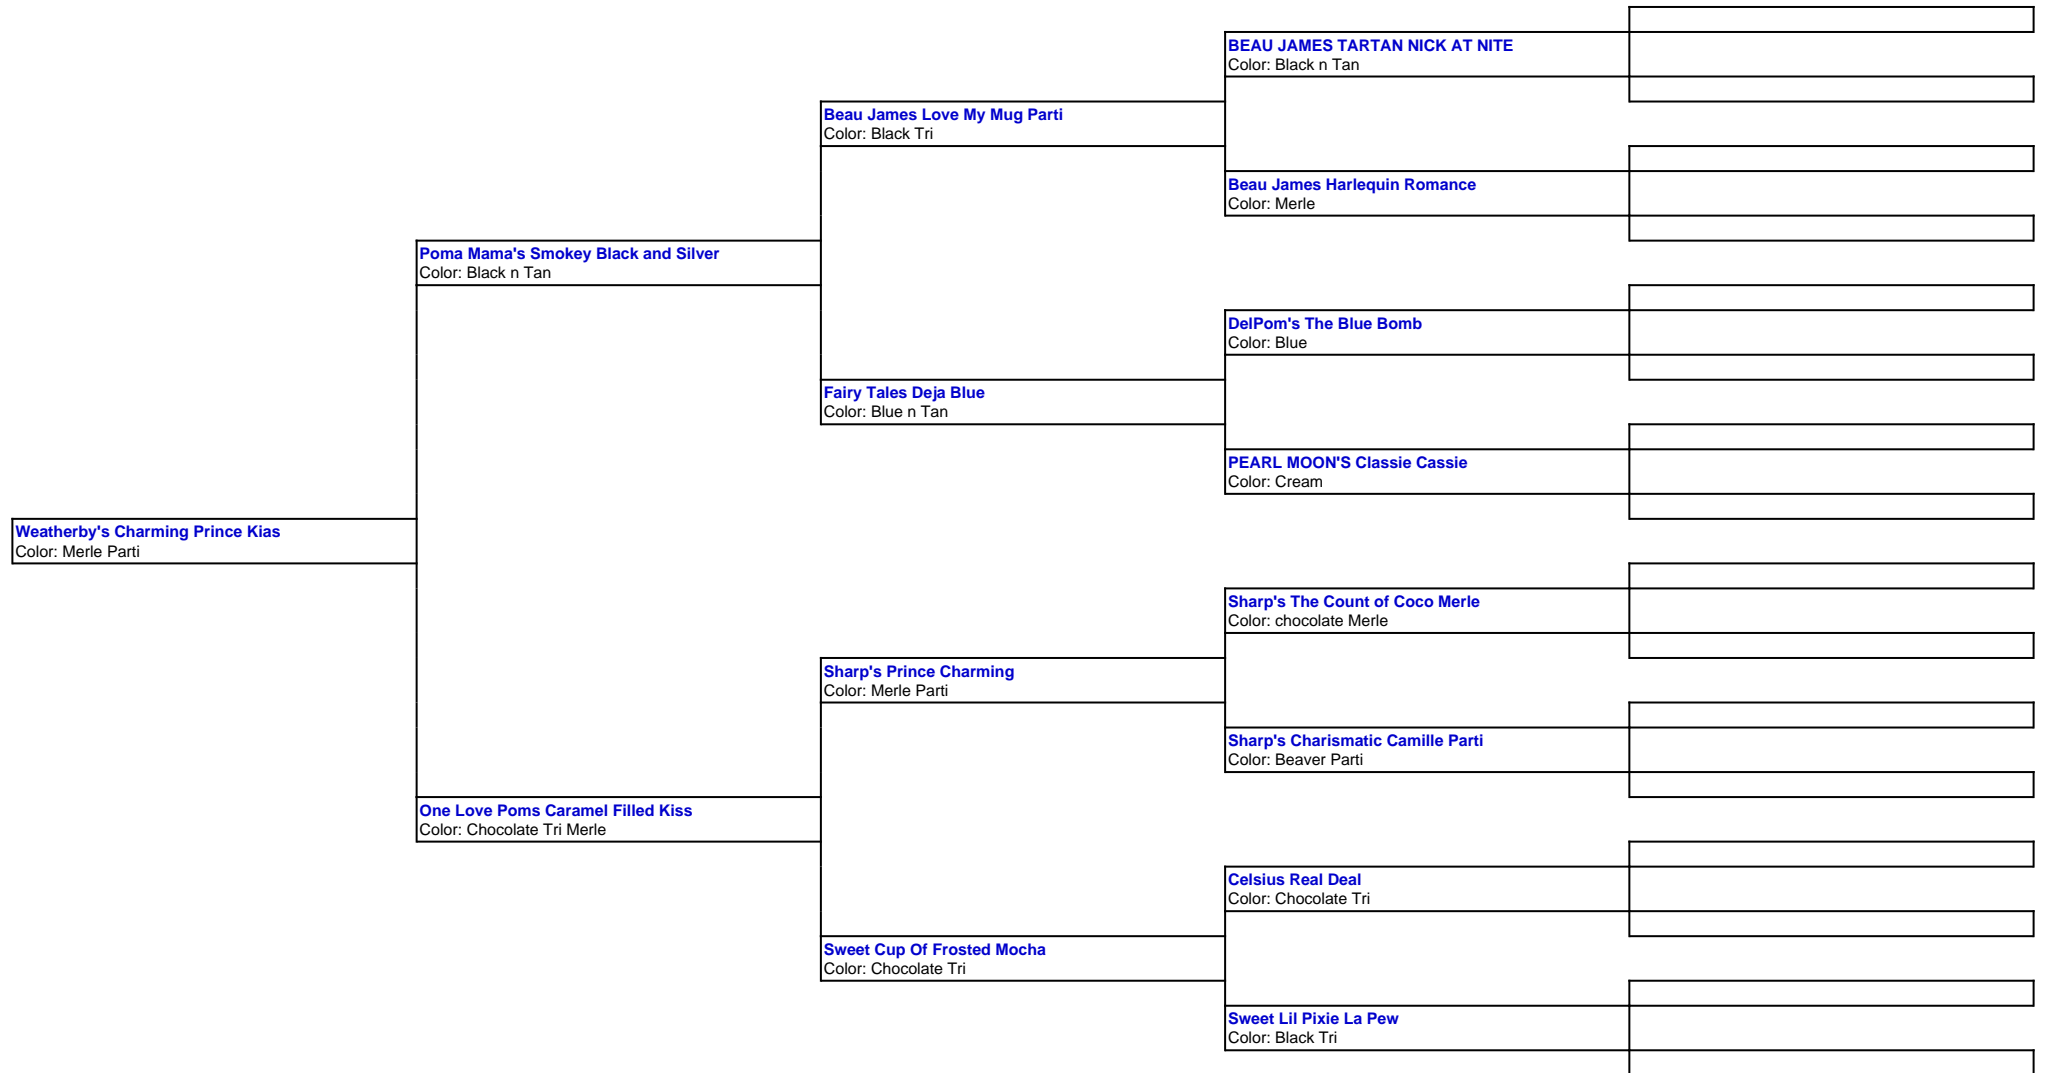 BEAU JAMES TARTAN NICK AT NITE
Color: Black n Tan
Beau James Love My Mug Parti
Color: Black Tri
Beau James Harlequin Romance
Color: Merle
Poma Mama's Smokey Black and Silver
Color: Black n Tan
DelPom's The Blue Bomb
Color: Blue
Fairy Tales Deja Blue
Color: Blue n Tan
PEARL MOON'S Classie Cassie
Color: Cream
Weatherby's Charming Prince Kias
Color: Merle Parti
Sharp's The Count of Coco Merle
Color: chocolate Merle
Sharp's Prince Charming
Color: Merle Parti
Sharp's Charismatic Camille Parti
Color: Beaver Parti
One Love Poms Caramel Filled Kiss
Color: Chocolate Tri Merle
Celsius Real Deal
Color: Chocolate Tri
Sweet Cup Of Frosted Mocha
Color: Chocolate Tri
Sweet Lil Pixie La Pew
Color: Black Tri